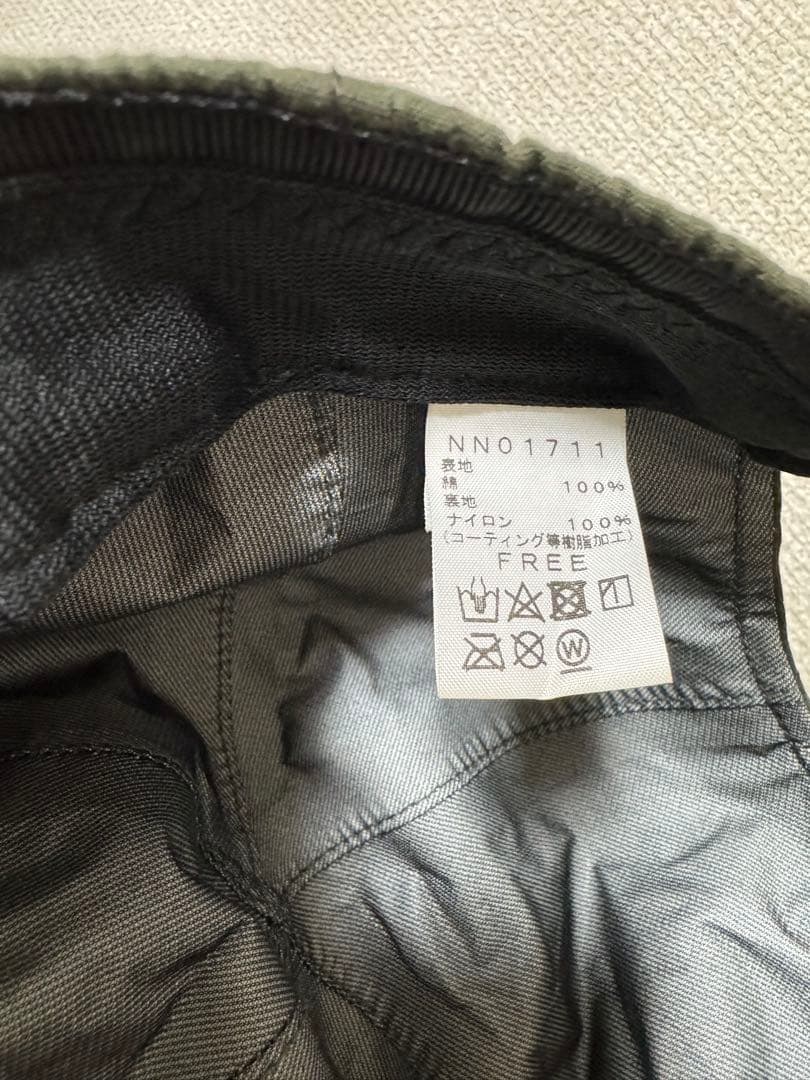 NN01711
表地
綿 100%
裏地
ナイロン 100%
(コーティング等樹脂加工)
FREE
W